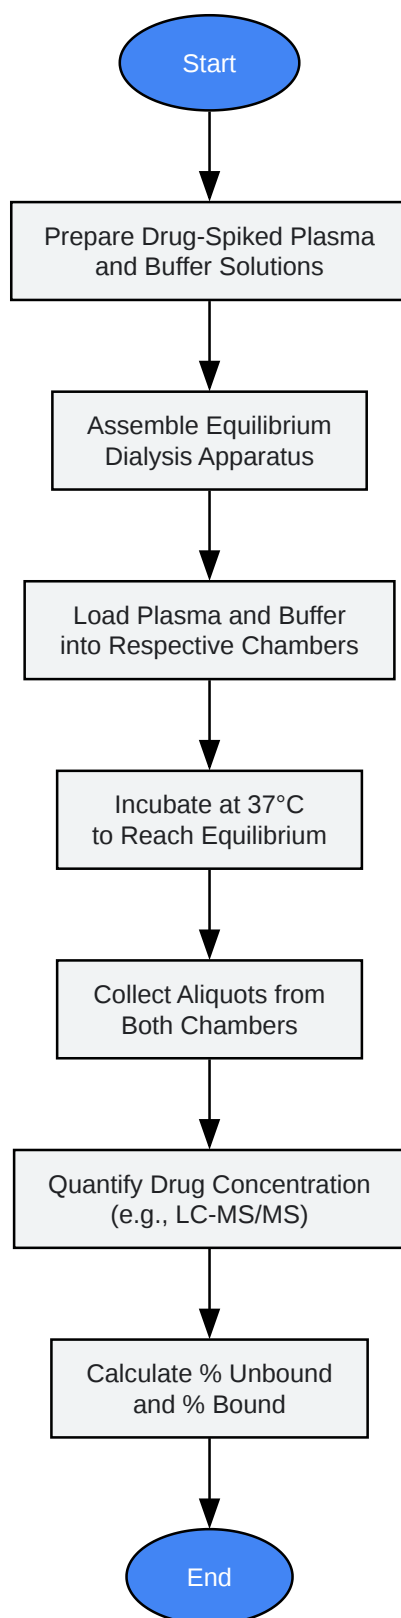 Start
Prepare Drug-Spiked Plasma
and Buffer Solutions
Assemble Equilibrium
Dialysis Apparatus
Load Plasma and Buffer
into Respective Chambers
Incubate at 37°C
to Reach Equilibrium
Collect Aliquots from
Both Chambers
Quantify Drug Concentration
(e.g., LC-MS/MS)
Calculate % Unbound
and % Bound
End